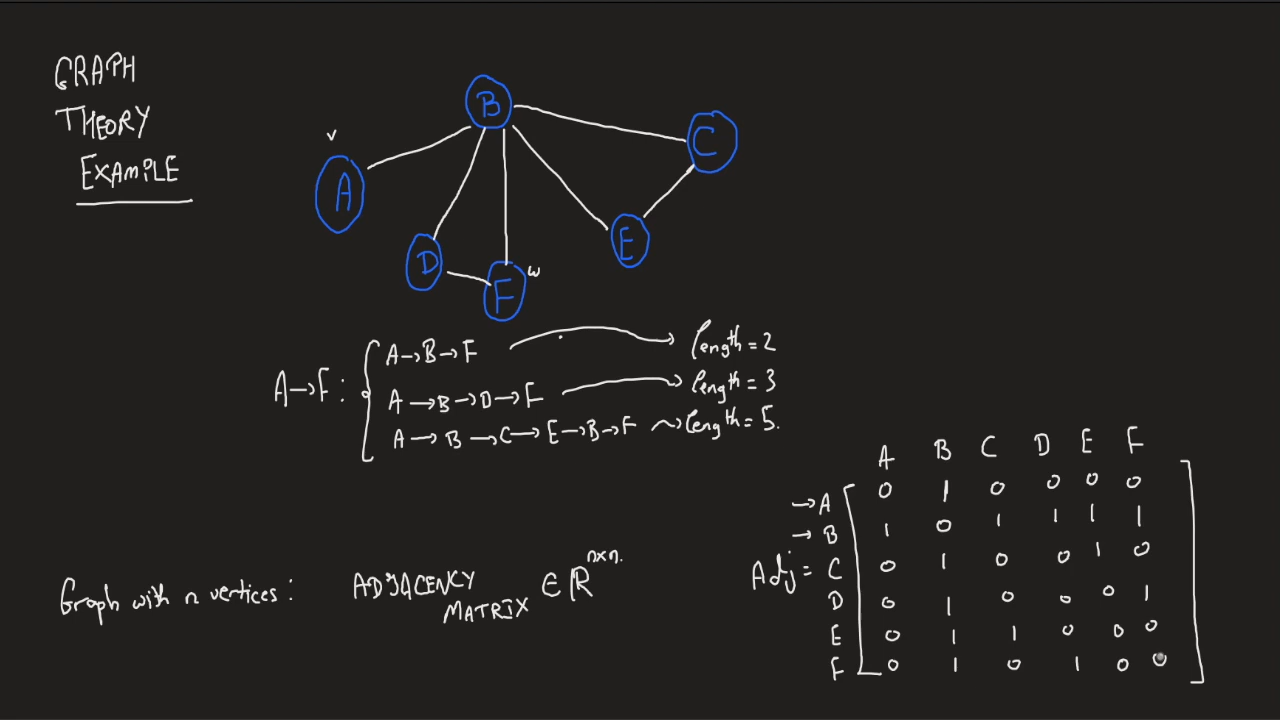 GRAPH
THEORY
EXAMPLE
B
C
v
A
E
D
F
w
A→F:
A→B→F
length = 2
A→B→D→F
length = 3
A→B→C→E→B→F
length = 5.
A B C D E F
→A 0 1 0 0 0 0
→B 1 0 1 1 1 1
Adj = C 0 1 0 0 1 0
D 0 1 0 0 0 1
E 0 1 1 0 0 0
F 0 1 0 1 0 0
Graph with n vertices: ADJACENCY
MATRIX ∈ ℝⁿˣⁿ.